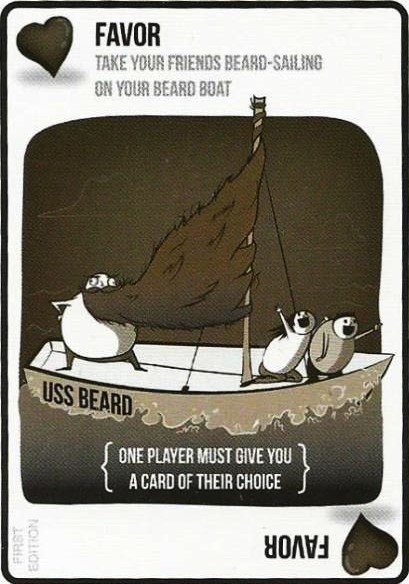 FAVOR
TAKE YOUR FRIENDS BEARD-SAILING
ON YOUR BEARD BOAT
USS BEARD
ONE PLAYER MUST GIVE YOU
A CARD OF THEIR CHOICE
FIRST
EDITION
FAVOR